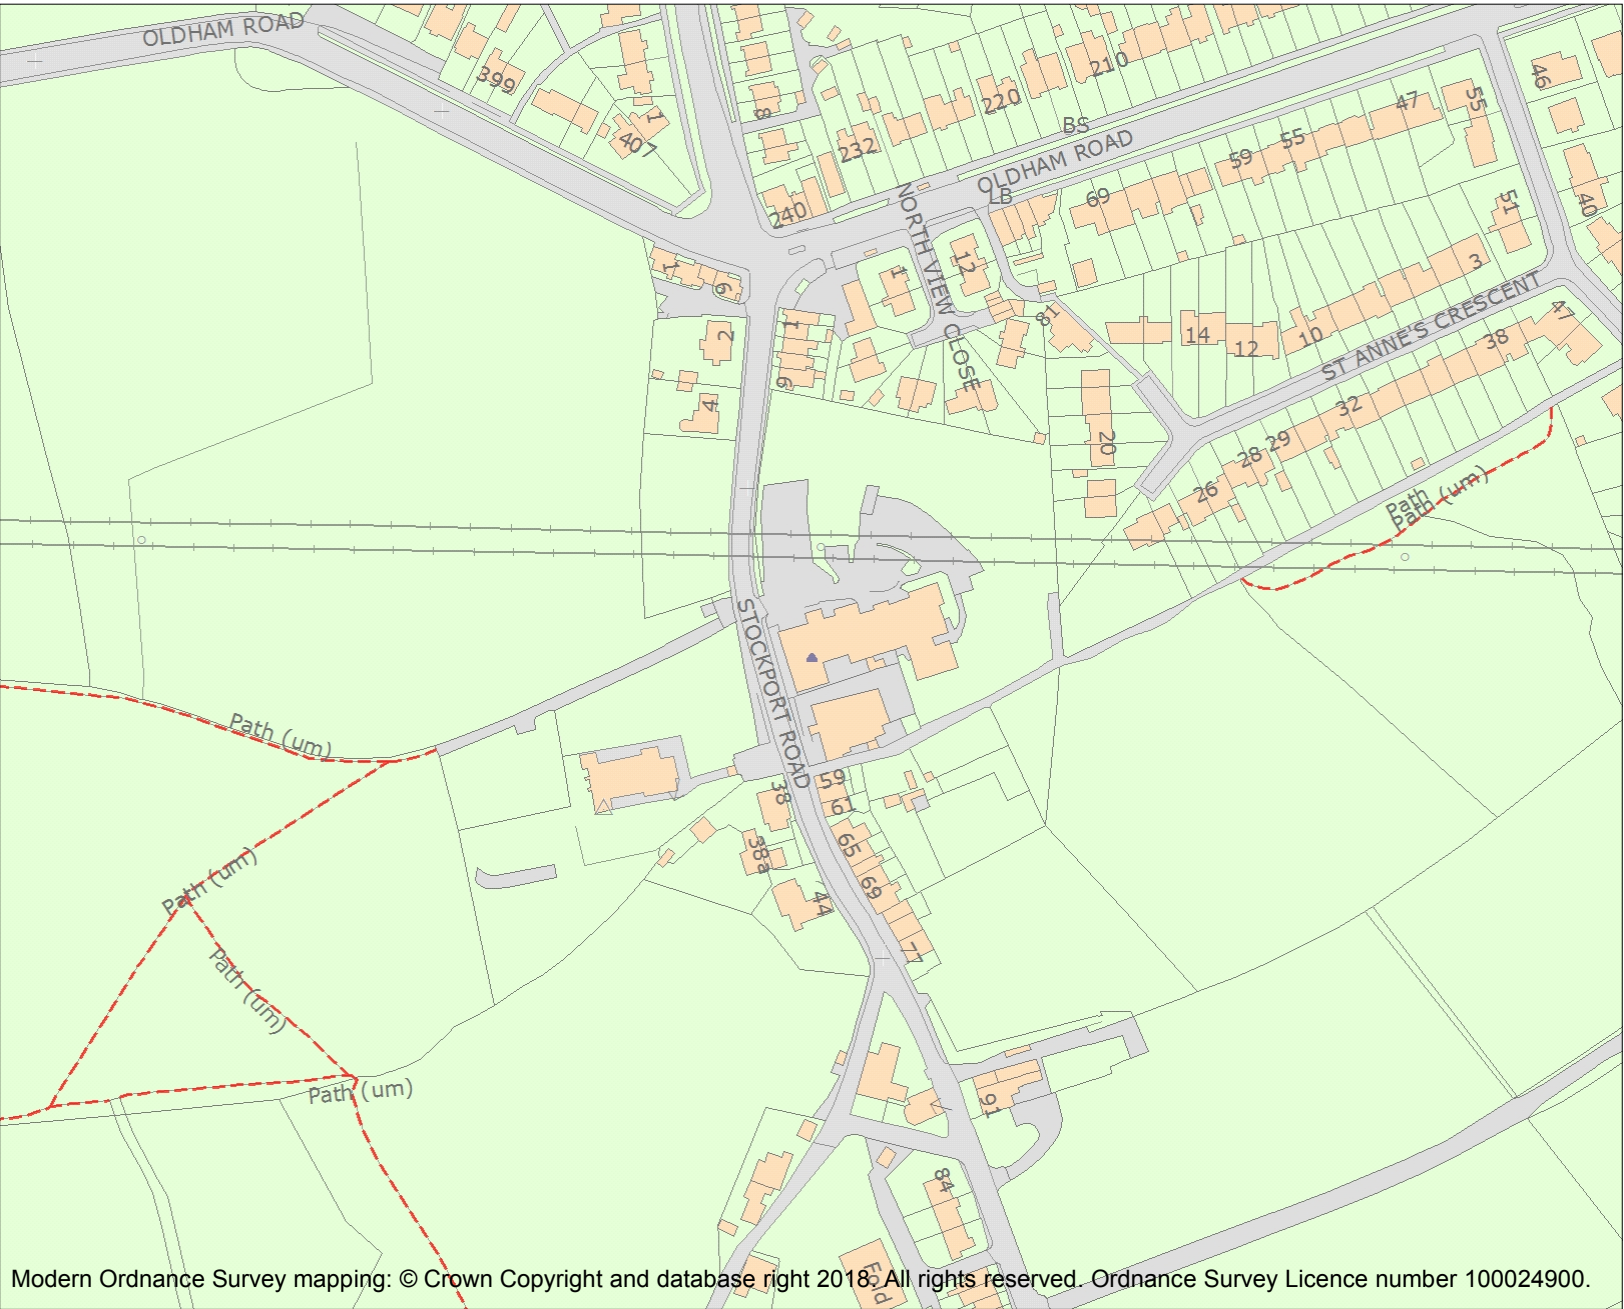 OLDHAM ROAD
399
1
407
8
232
220
210
BS
OLDHAM ROAD
LB
47
55
46
59
55
69
51
40
240
NORTH VIEW CLOSE
1
12
1
6
3
2
1
6
4
81
14
12
10
ST ANNE'S CRESCENT
47
38
32
20
29
28
26
Path
Path (um)
STOCKPORT ROAD
Path (um)
59
38
61
65
38a
69
44
77
Path (um)
Path (um)
Path (um)
91
84
Fold
Modern Ordnance Survey mapping: © Crown Copyright and database right 2018. All rights reserved. Ordnance Survey Licence number 100024900.